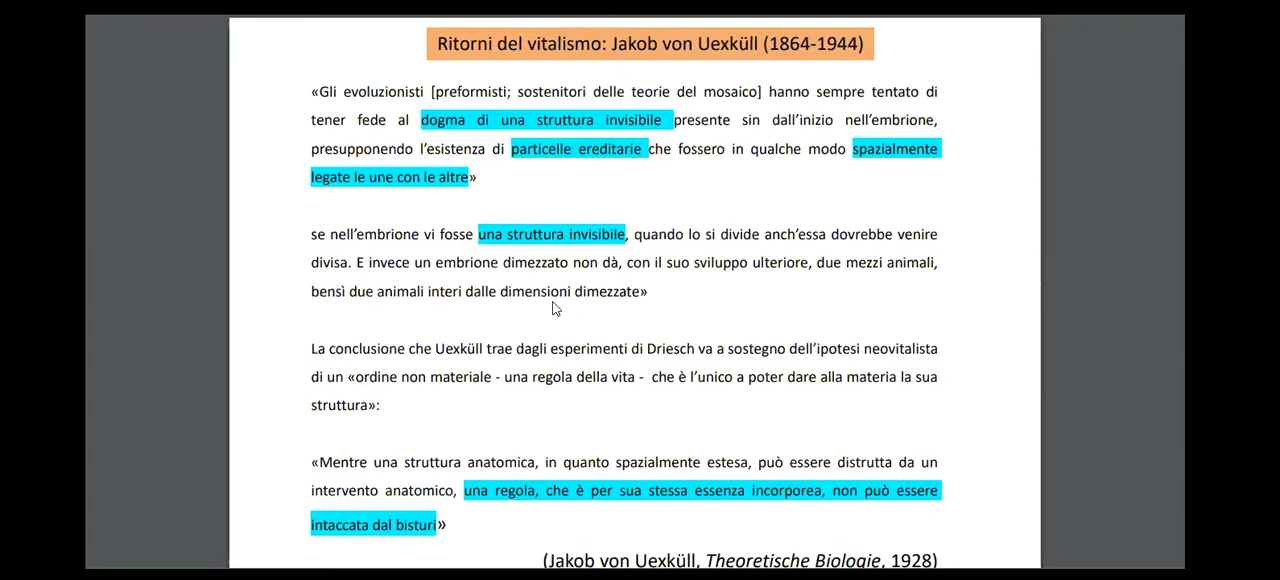 Ritorni del vitalismo: Jakob von Uexküll (1864-1944)
«Gli evoluzionisti [preformisti; sostenitori delle teorie del mosaico] hanno sempre tentato di
tener fede al dogma di una struttura invisibile presente sin dall’inizio nell’embrione,
presupponendo l’esistenza di particelle ereditarie che fossero in qualche modo spazialmente
legate le une con le altre»
se nell’embrione vi fosse una struttura invisibile, quando lo si divide anch’essa dovrebbe venire
divisa. E invece un embrione dimezzato non dà, con il suo sviluppo ulteriore, due mezzi animali,
bensì due animali interi dalle dimensioni dimezzate»
La conclusione che Uexküll trae dagli esperimenti di Driesch va a sostegno dell’ipotesi neovitalista
di un «ordine non materiale - una regola della vita - che è l’unico a poter dare alla materia la sua
struttura»:
«Mentre una struttura anatomica, in quanto spazialmente estesa, può essere distrutta da un
intervento anatomico, una regola, che è per sua stessa essenza incorporea, non può essere
intaccata dal bisturi»
(Jakob von Uexküll, Theoretische Biologie, 1928)